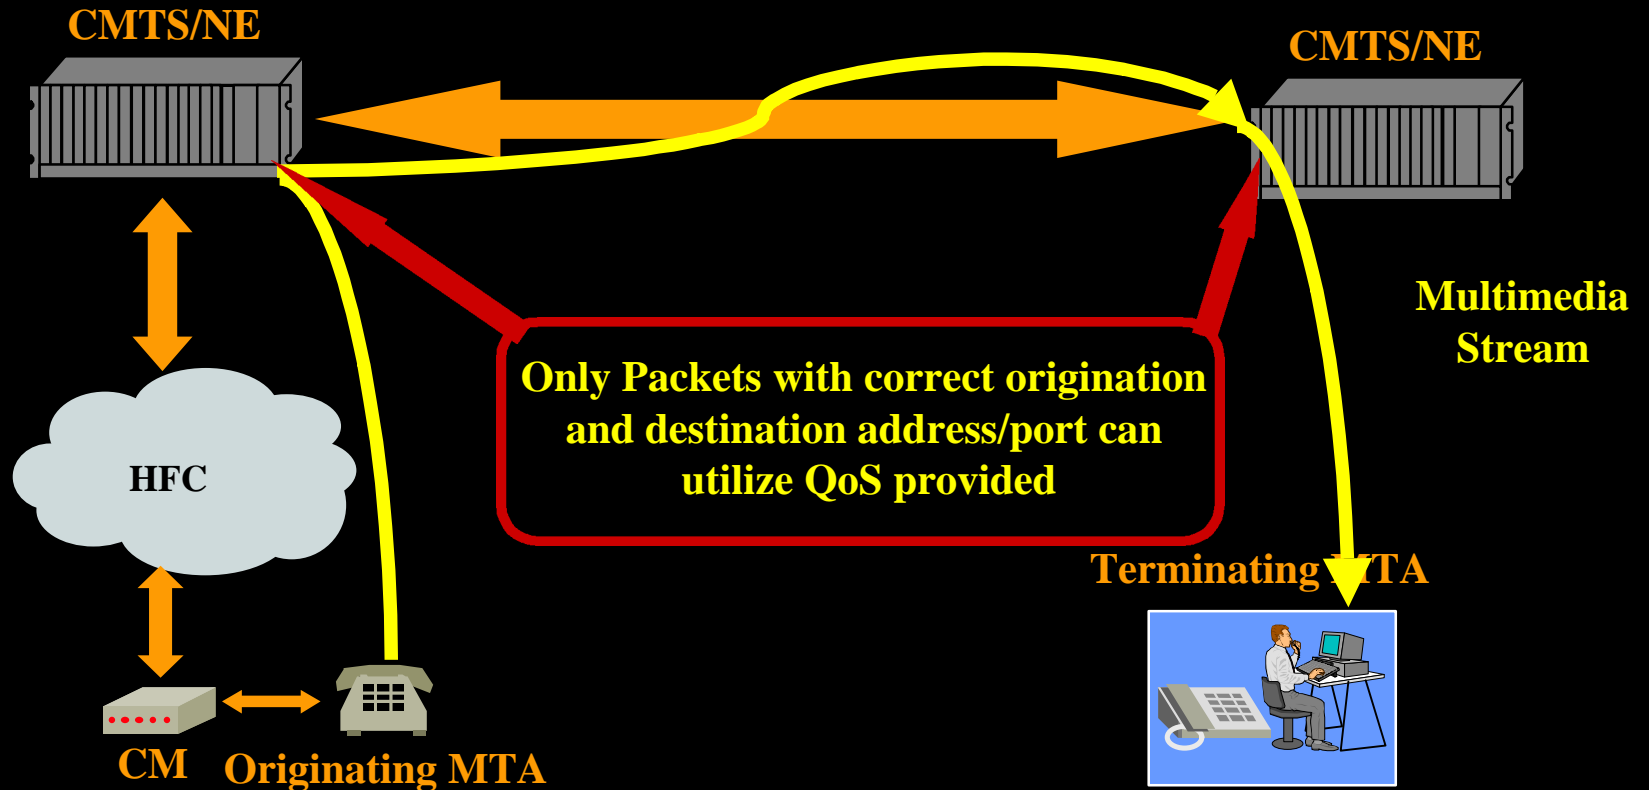 CMTS/NE
CMTS/NE
Multimedia
Stream
Only Packets with correct origination
and destination address/port can
utilize QoS provided
HFC
Terminating MTA
CM
Originating MTA